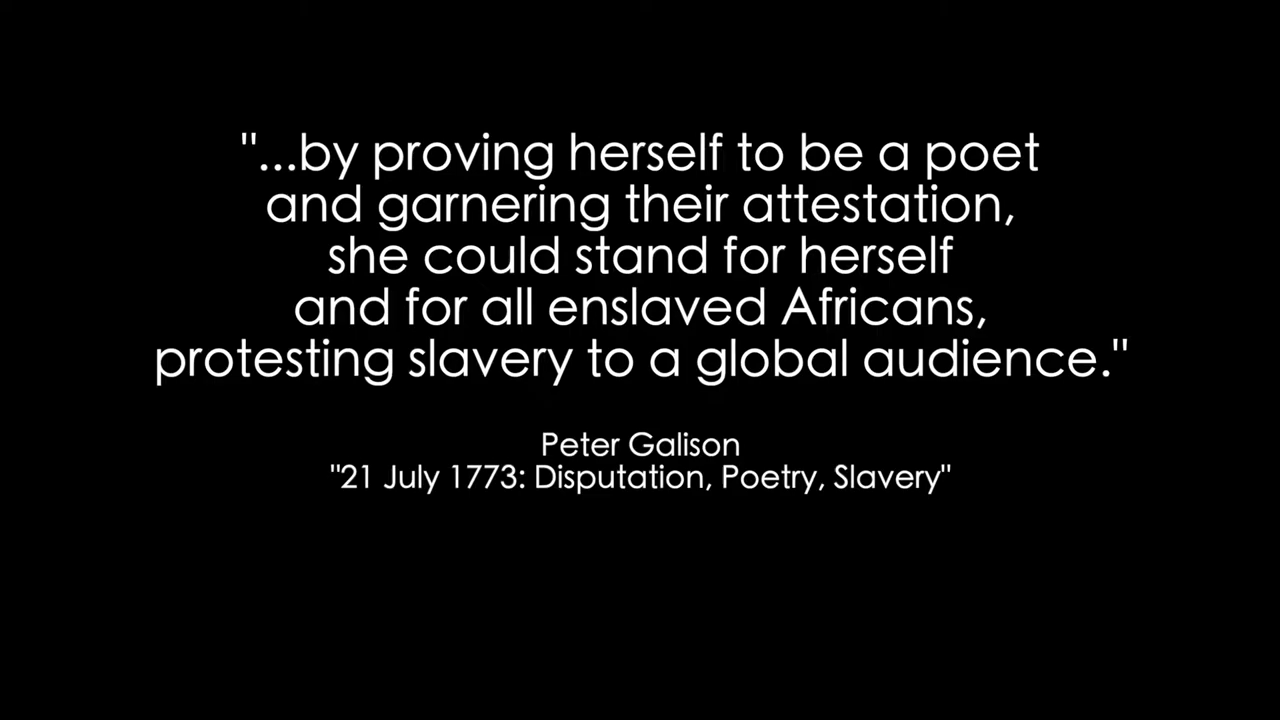 "...by proving herself to be a poet
and garnering their attestation,
she could stand for herself
and for all enslaved Africans,
protesting slavery to a global audience."
Peter Galison
"21 July 1773: Disputation, Poetry, Slavery"